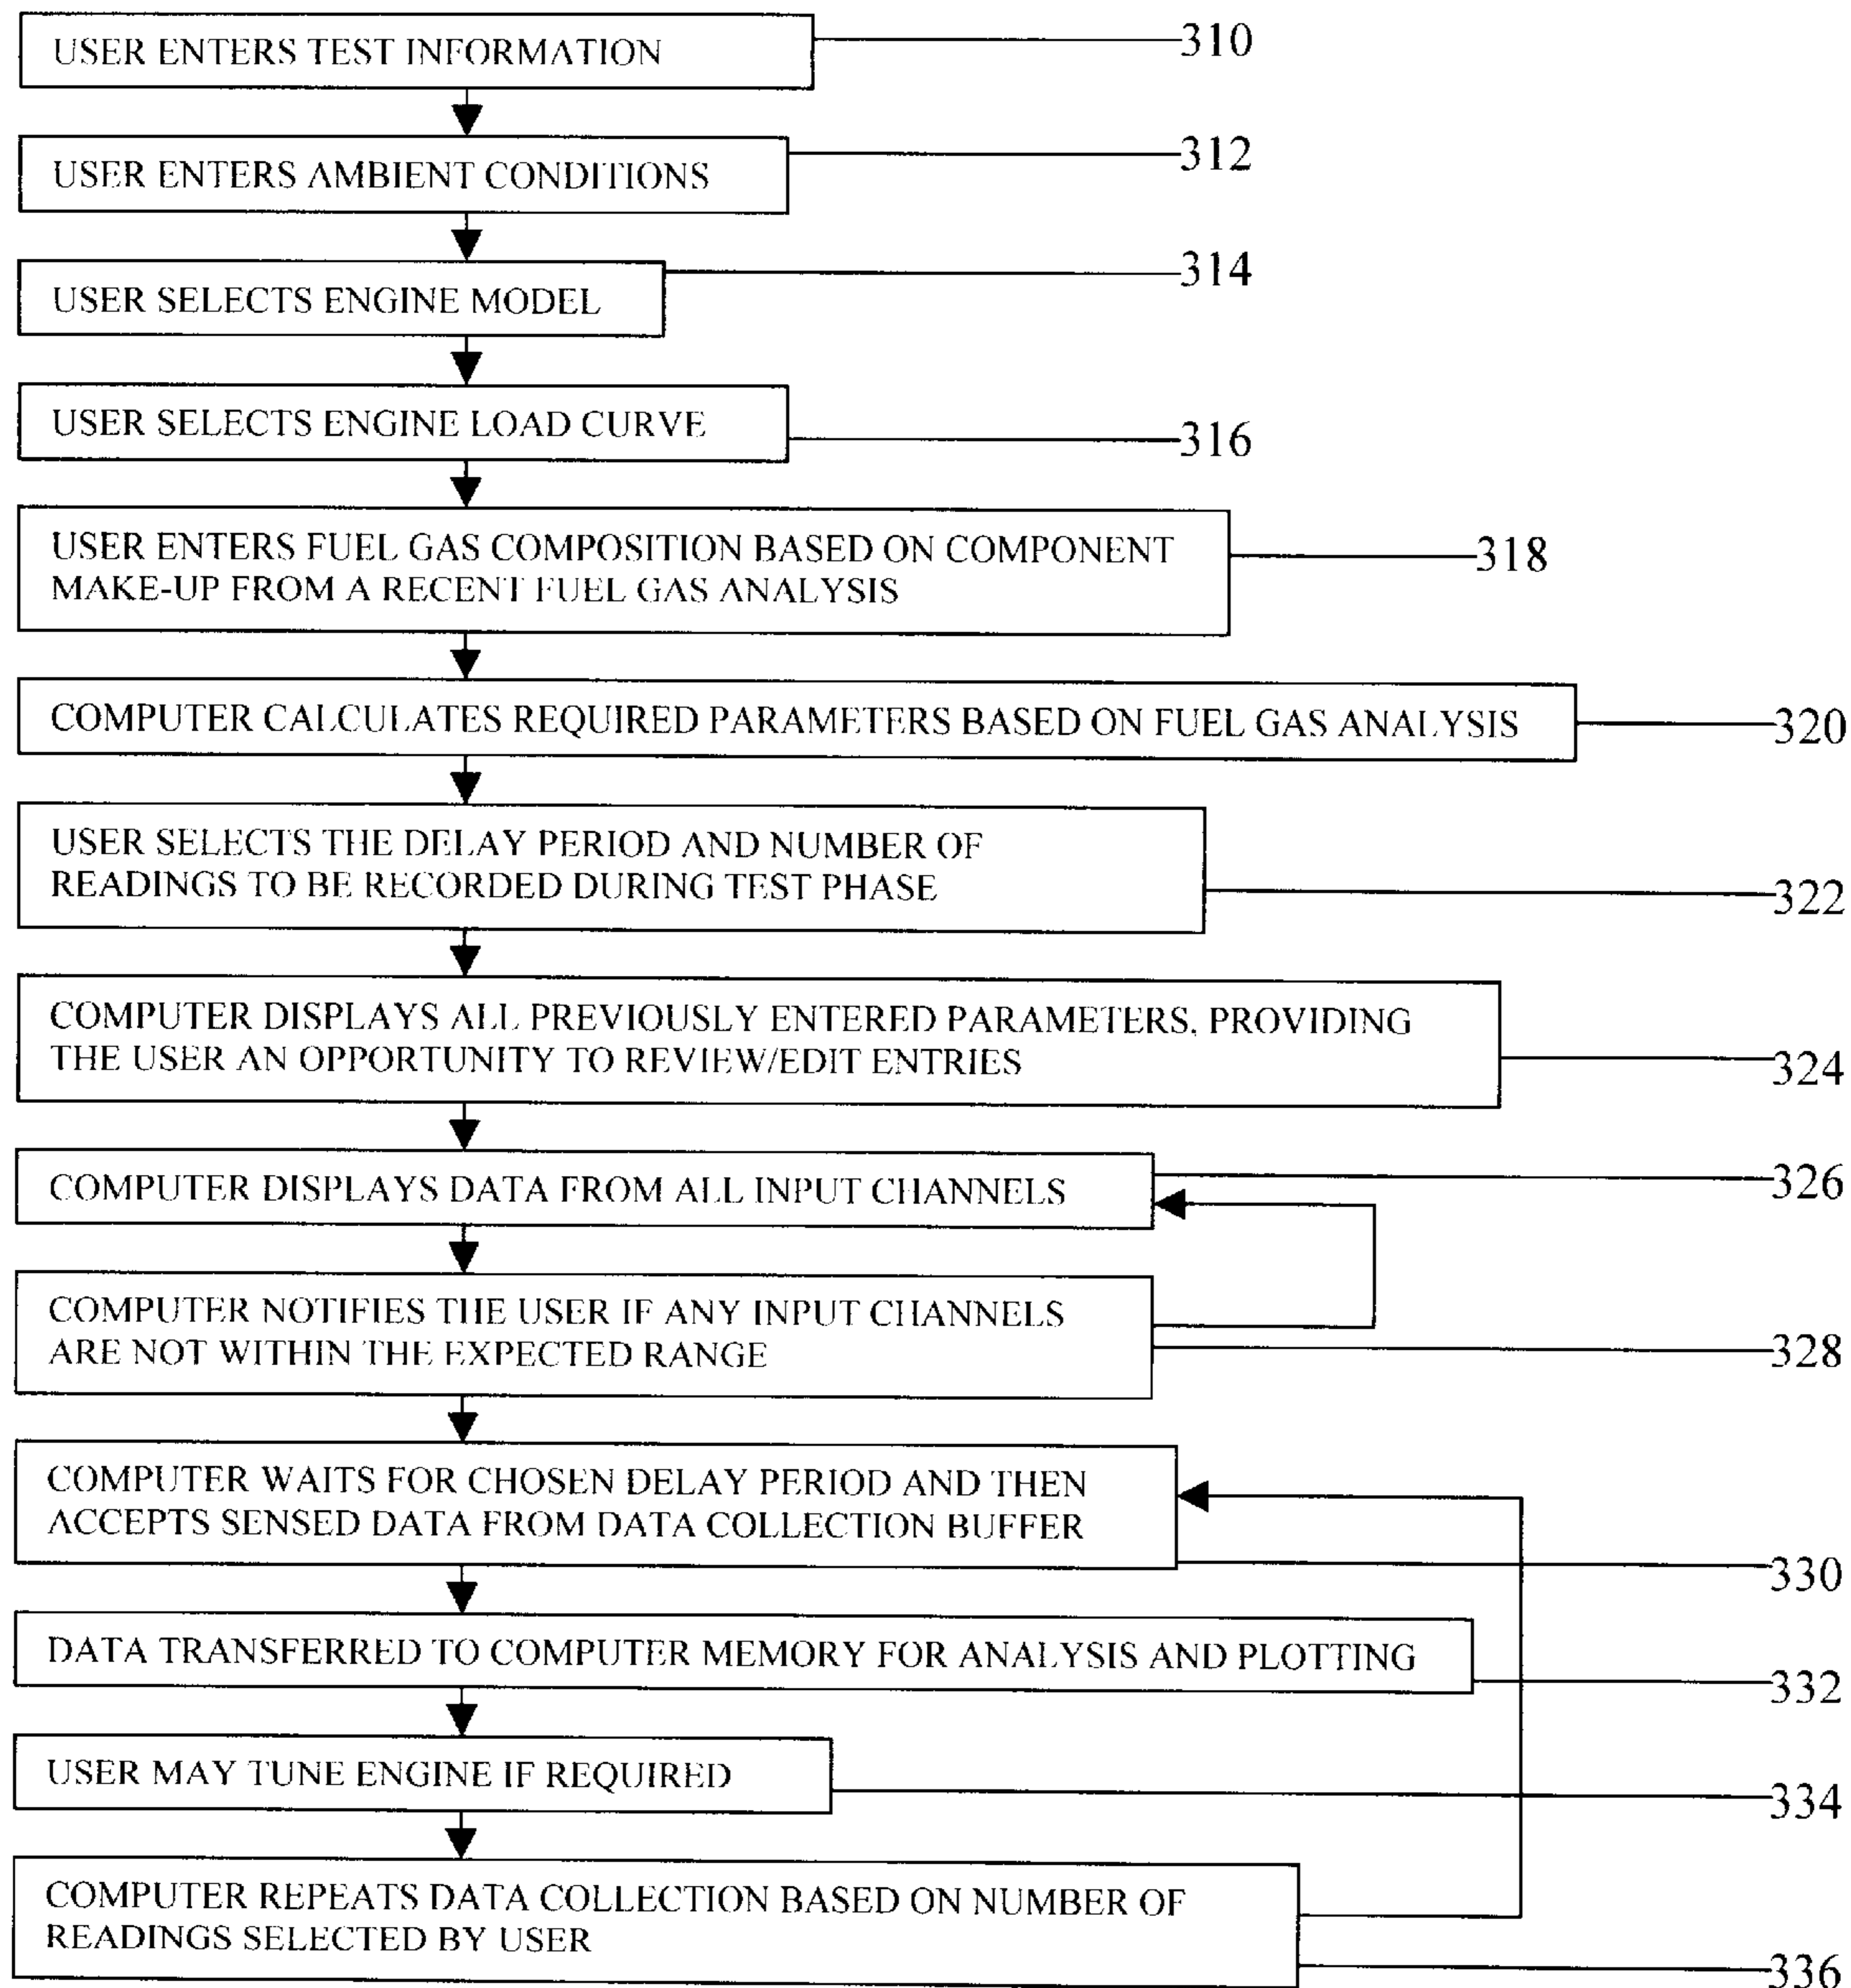 USER ENTERS TEST INFORMATION
310
USER ENTERS AMBIENT CONDITIONS
312
USER SELECTS ENGINE MODEL
314
USER SELECTS ENGINE LOAD CURVE
316
USER ENTERS FUEL GAS COMPOSITION BASED ON COMPONENT
MAKE-UP FROM A RECENT FUEL GAS ANALYSIS
318
COMPUTER CALCULATES REQUIRED PARAMETERS BASED ON FUEL GAS ANALYSIS
320
USER SELECTS THE DELAY PERIOD AND NUMBER OF
READINGS TO BE RECORDED DURING TEST PHASE
322
COMPUTER DISPLAYS ALL PREVIOUSLY ENTERED PARAMETERS, PROVIDING
THE USER AN OPPORTUNITY TO REVIEW/EDIT ENTRIES
324
COMPUTER DISPLAYS DATA FROM ALL INPUT CHANNELS
326
COMPUTER NOTIFIES THE USER IF ANY INPUT CHANNELS
ARE NOT WITHIN THE EXPECTED RANGE
328
COMPUTER WAITS FOR CHOSEN DELAY PERIOD AND THEN
ACCEPTS SENSED DATA FROM DATA COLLECTION BUFFER
330
DATA TRANSFERRED TO COMPUTER MEMORY FOR ANALYSIS AND PLOTTING
332
USER MAY TUNE ENGINE IF REQUIRED
334
COMPUTER REPEATS DATA COLLECTION BASED ON NUMBER OF
READINGS SELECTED BY USER
336